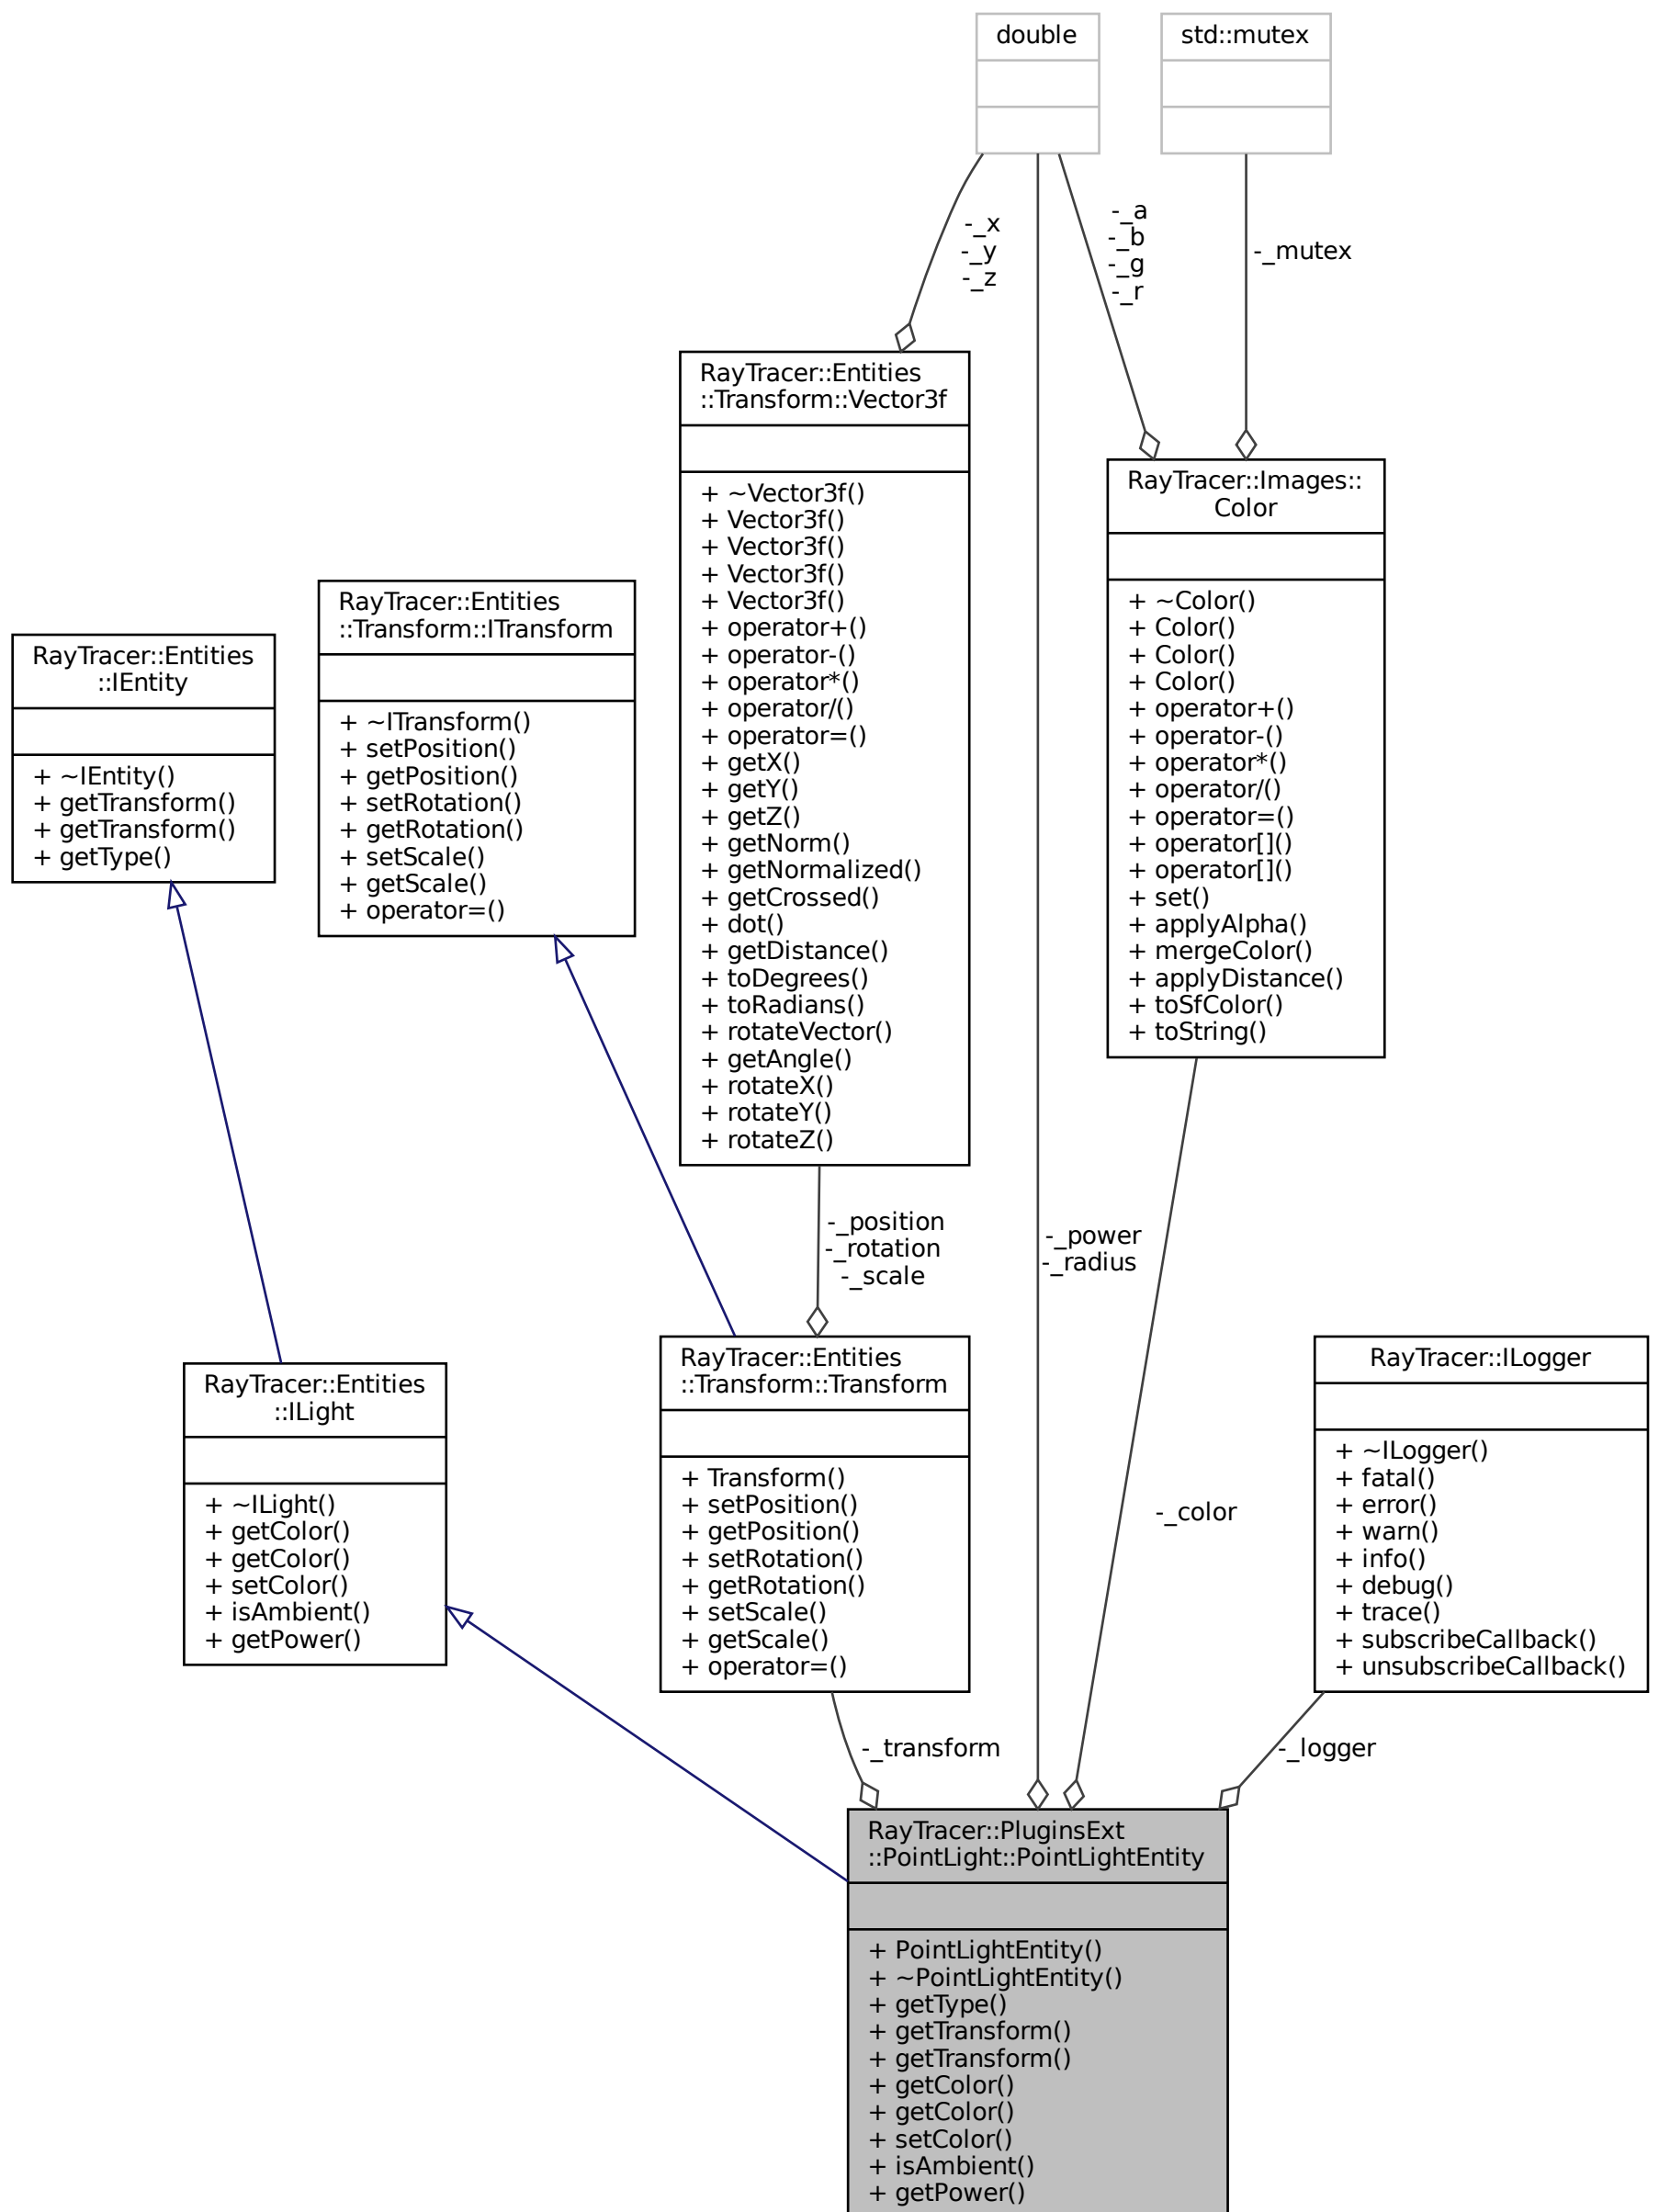 double
std::mutex
-_x
-_y
-_z
-_a
-_b
-_g
-_r
-_mutex
RayTracer::Entities
::Transform::Vector3f
+ ~Vector3f()
+ Vector3f()
+ Vector3f()
+ Vector3f()
+ Vector3f()
+ operator+()
+ operator-()
+ operator*()
+ operator/()
+ operator=()
+ getX()
+ getY()
+ getZ()
+ getNorm()
+ getNormalized()
+ getCrossed()
+ dot()
+ getDistance()
+ toDegrees()
+ toRadians()
+ rotateVector()
+ getAngle()
+ rotateX()
+ rotateY()
+ rotateZ()
RayTracer::Images::
Color
+ ~Color()
+ Color()
+ Color()
+ Color()
+ operator+()
+ operator-()
+ operator*()
+ operator/()
+ operator=()
+ operator[]()
+ operator[]()
+ set()
+ applyAlpha()
+ mergeColor()
+ applyDistance()
+ toSfColor()
+ toString()
RayTracer::Entities
::Transform::ITransform
+ ~ITransform()
+ setPosition()
+ getPosition()
+ setRotation()
+ getRotation()
+ setScale()
+ getScale()
+ operator=()
RayTracer::Entities
::IEntity
+ ~IEntity()
+ getTransform()
+ getTransform()
+ getType()
-_position
-_rotation
-_scale
-_power
-_radius
RayTracer::Entities
::ILight
+ ~ILight()
+ getColor()
+ getColor()
+ setColor()
+ isAmbient()
+ getPower()
RayTracer::Entities
::Transform::Transform
+ Transform()
+ setPosition()
+ getPosition()
+ setRotation()
+ getRotation()
+ setScale()
+ getScale()
+ operator=()
-_color
RayTracer::ILogger
+ ~ILogger()
+ fatal()
+ error()
+ warn()
+ info()
+ debug()
+ trace()
+ subscribeCallback()
+ unsubscribeCallback()
-_transform
-_logger
RayTracer::PluginsExt
::PointLight::PointLightEntity
+ PointLightEntity()
+ ~PointLightEntity()
+ getType()
+ getTransform()
+ getTransform()
+ getColor()
+ getColor()
+ setColor()
+ isAmbient()
+ getPower()